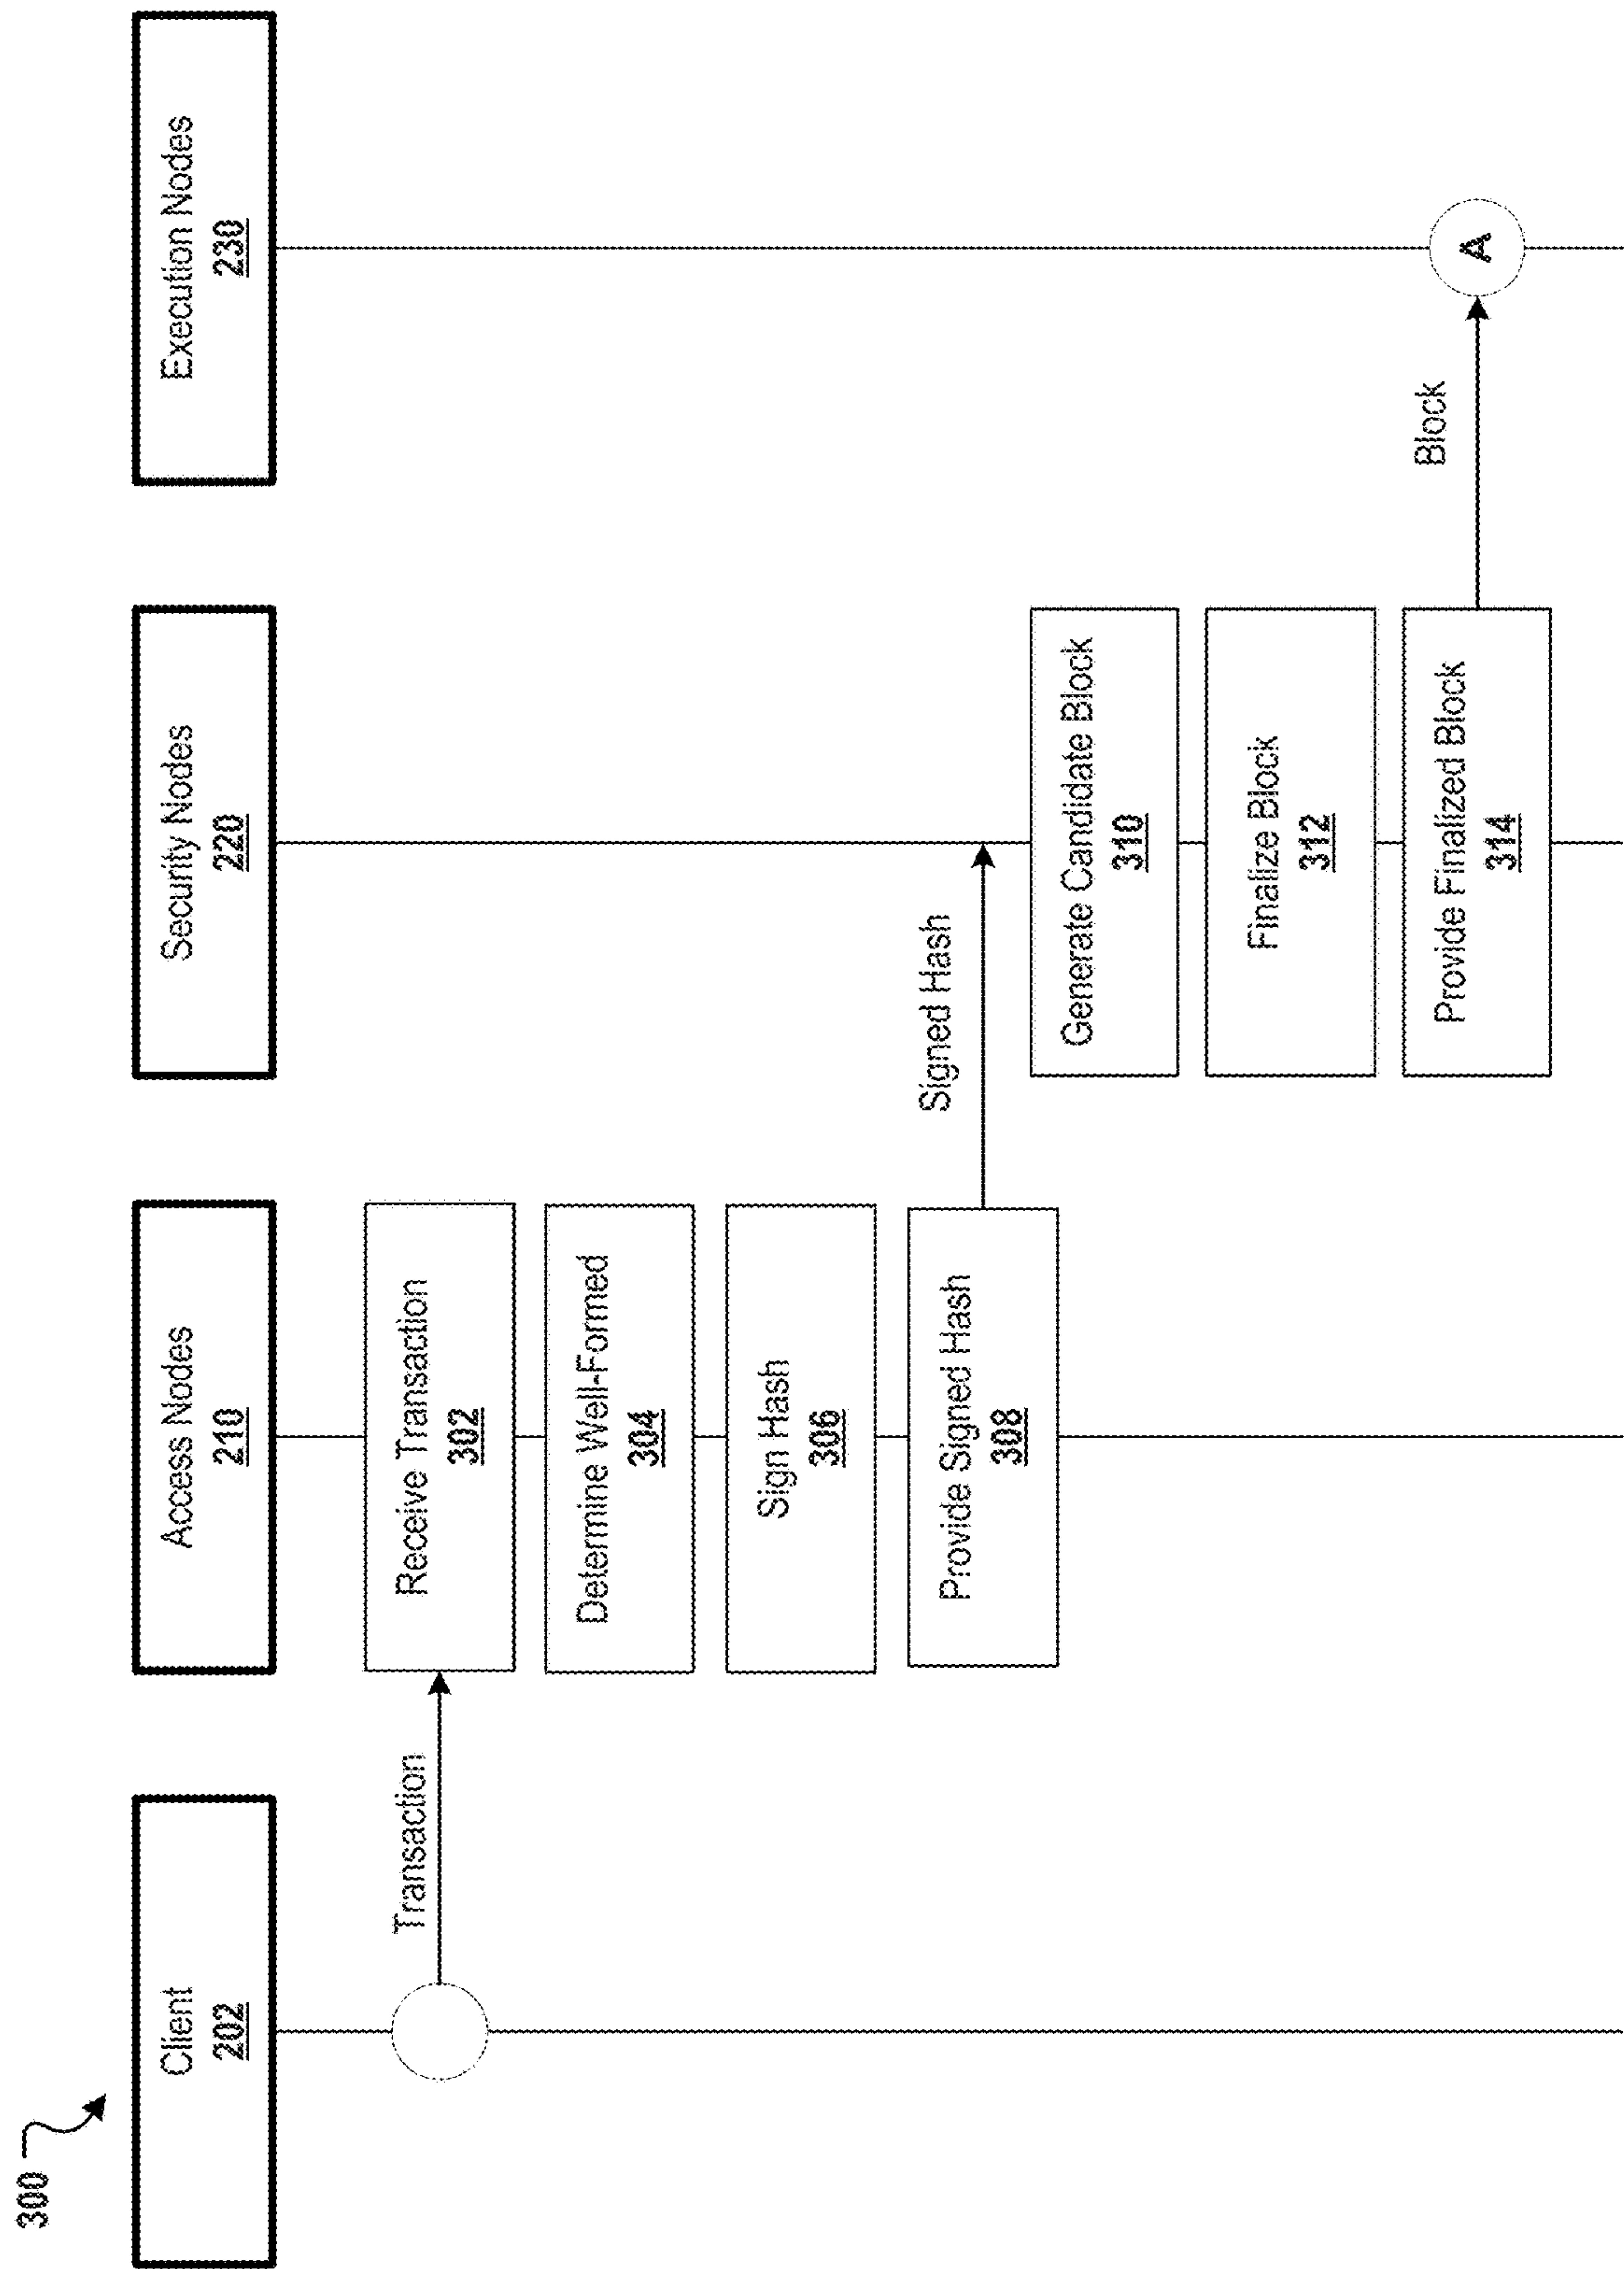 300
Client
202
Access Nodes
210
Security Nodes
220
Execution Nodes
230
Transaction
Receive Transaction
302
Determine Well-Formed
304
Sign Hash
306
Provide Signed Hash
308
Signed Hash
Generate Candidate Block
310
Finalize Block
312
Provide Finalized Block
314
Block
A